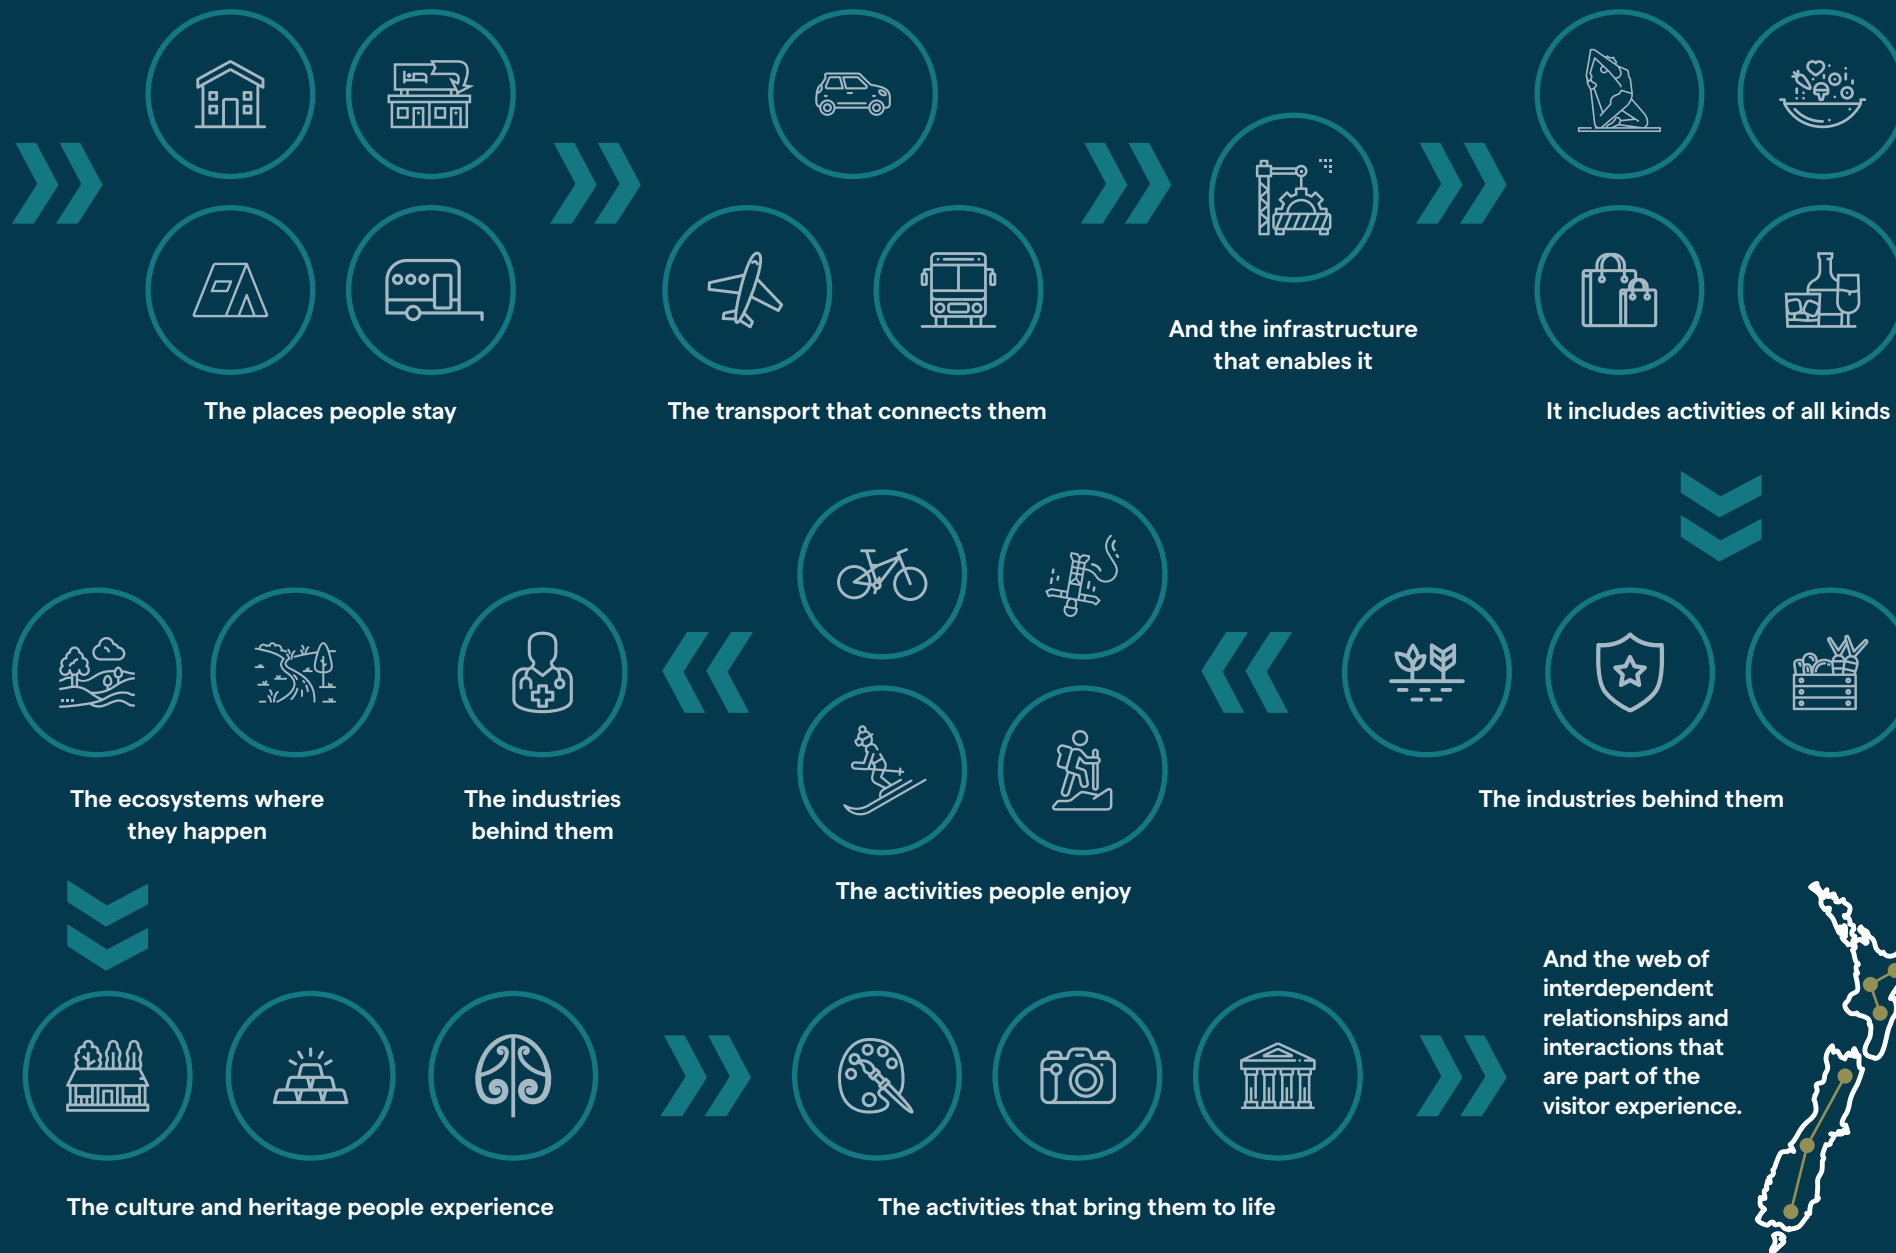 The places people stay
The transport that connects them
And the infrastructure
that enables it
It includes activities of all kinds
The industries behind them
The activities people enjoy
The industries
behind them
The ecosystems where
they happen
The culture and heritage people experience
The activities that bring them to life
And the web of
interdependent
relationships and
interactions that
are part of the
visitor experience.